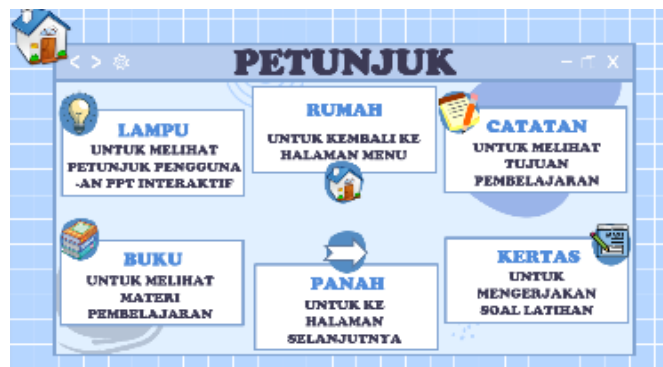 PETUNJUK
LAMPU
UNTUK MELIHAT
PETUNJUK PENGGUNA
-AN PPT INTERAKTIF
RUMAH
UNTUK KEMBALI KE
HALAMAN MENU
CATATAN
UNTUK MELIHAT
TUJUAN
PEMBELAJARAN
BUKU
UNTUK MELIHAT
MATERI
PEMBELAJARAN
PANAH
UNTUK KE
HALAMAN
SELANJUTNYA
KERTAS
UNTUK
MENGERJAKAN
SOAL LATIHAN